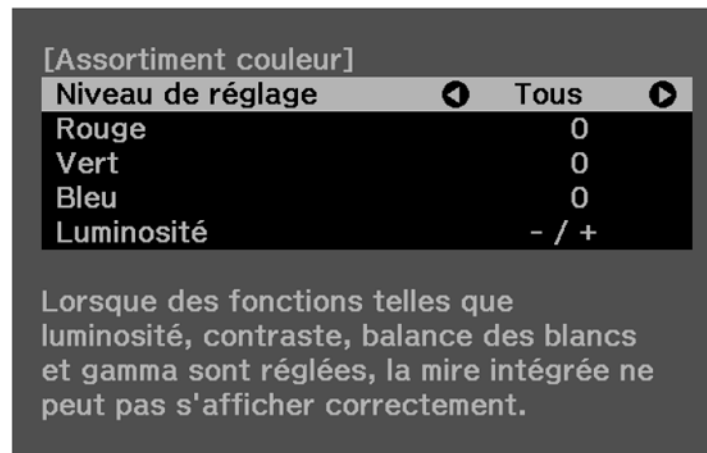 [Assortiment couleur]
Niveau de réglage Tous
Rouge 0
Vert 0
Bleu 0
Luminosité - / +
Lorsque des fonctions telles que
luminosité, contraste, balance des blancs
et gamma sont réglées, la mire intégrée ne
peut pas s'afficher correctement.